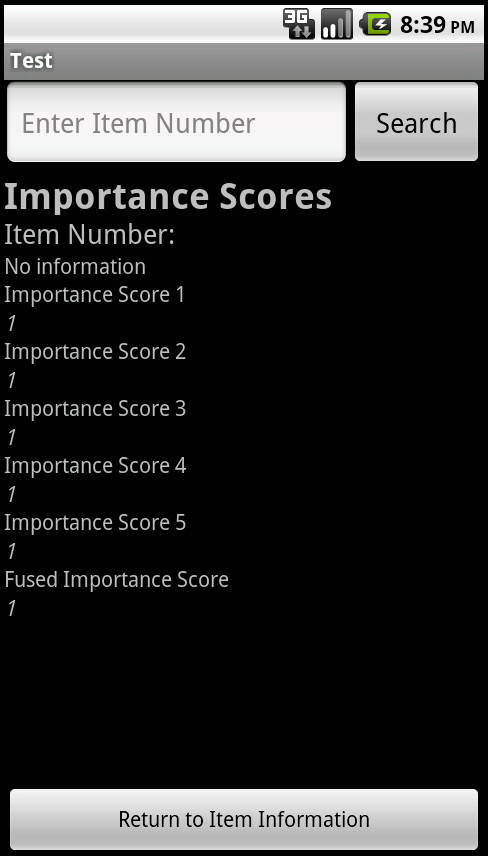 3G 8:39 PM
Test
Enter Item Number Search
Importance Scores
Item Number:
No information
Importance Score 1
1
Importance Score 2
1
Importance Score 3
1
Importance Score 4
1
Importance Score 5
1
Fused Importance Score
1
Return to Item Information